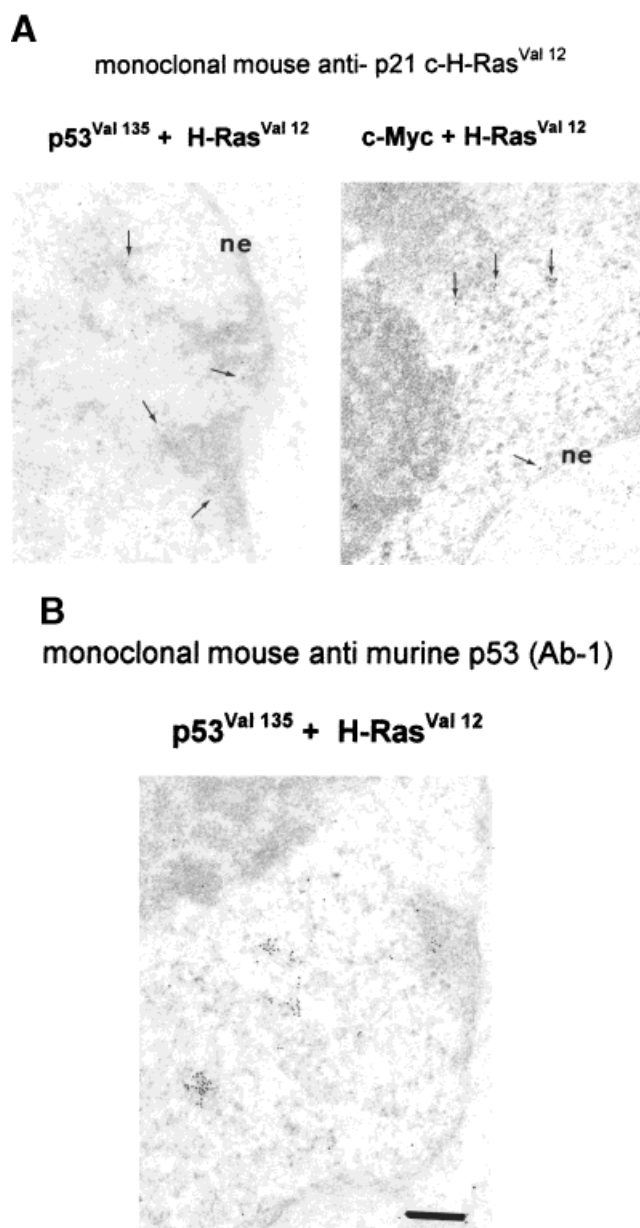 A
monoclonal mouse anti- p21 c-H-Ras^Val 12
p53^Val 135 + H-Ras^Val 12
c-Myc + H-Ras^Val 12
ne
ne
B
monoclonal mouse anti murine p53 (Ab-1)
p53^Val 135 + H-Ras^Val 12